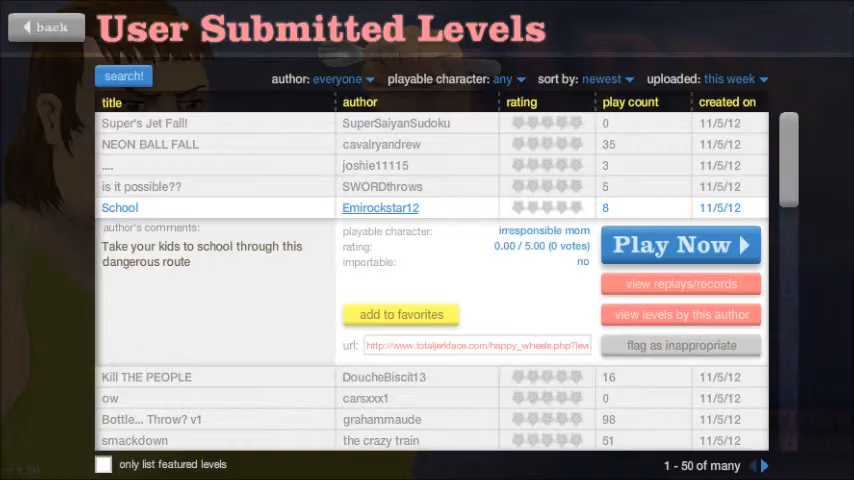 back
User Submitted Levels
search!
author: everyone playable character: any sort by: newest uploaded: this week
title author rating play count created on
Super's Jet Fall! SuperSaiyanSudoku 0 11/5/12
NEON BALL FALL cavalryandrew 35 11/5/12
.... joshie11115 3 11/5/12
is it possible?? SWORDthrows 5 11/5/12
School Emirockstar12 8 11/5/12
author's comments:
Take your kids to school through this
dangerous route
playable character: irresponsible mom
rating: 0.00 / 5.00 (0 votes)
importable: no
add to favorites
url: http://www.totaljerkface.com/happy_wheels.php?leve
Play Now
view replays/records
view levels by this author
flag as inappropriate
Kill THE PEOPLE DoucheBiscit13 16 11/5/12
ow carsxxx1 0 11/5/12
Bottle... Throw? v1 grahammaude 98 11/5/12
smackdown the crazy train 51 11/5/12
only list featured levels
1 - 50 of many